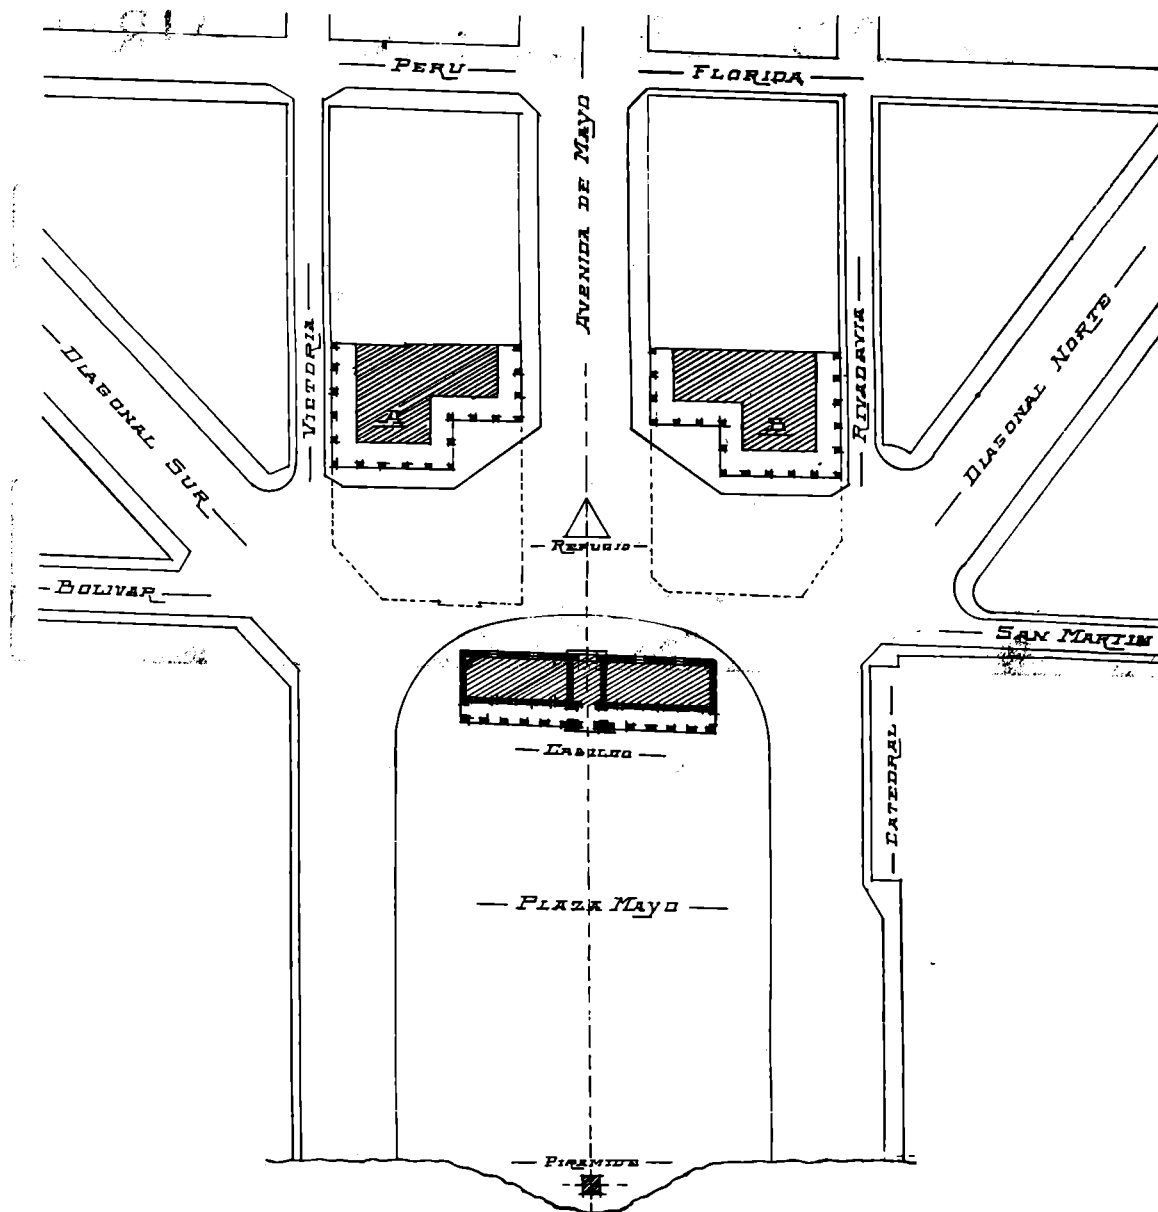 PERU
FLORIDA
AVENIDA DE MAYO
VICTORIA
RIVADAVIA
DIAGONAL SUR
DIAGONAL NORTE
A
B
REFUGIO
BOLIVAR
SAN MARTIN
CABILDO
CATEDRAL
PLAZA MAYO
PIRAMIDE